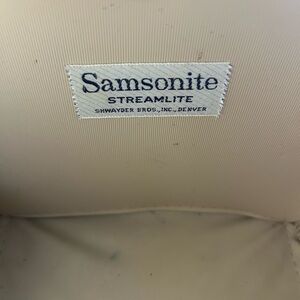 Samsonite
STREAMLITE
SHWAYDER BROS., INC., DENVER